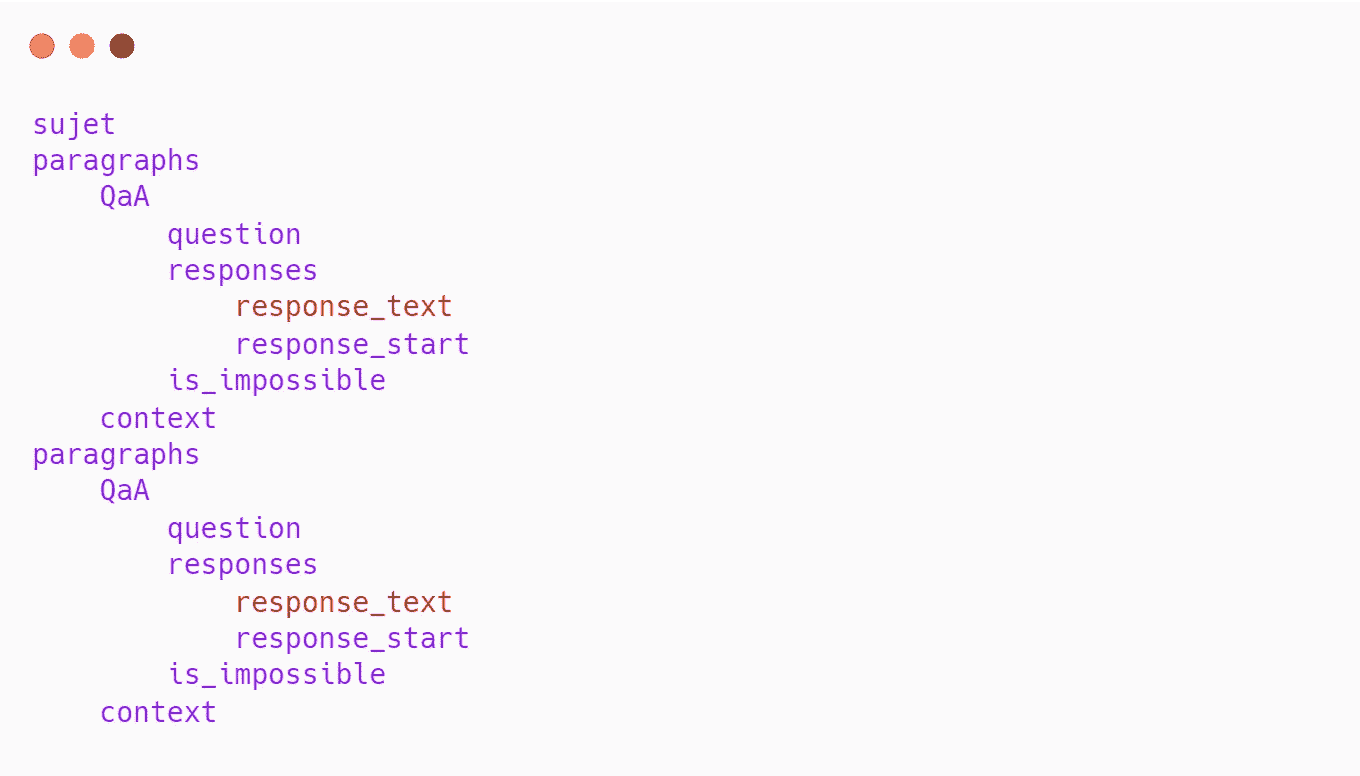 sujet
paragraphs
    QaA
        question
        responses
            response_text
            response_start
        is_impossible
    context
paragraphs
    QaA
        question
        responses
            response_text
            response_start
        is_impossible
    context